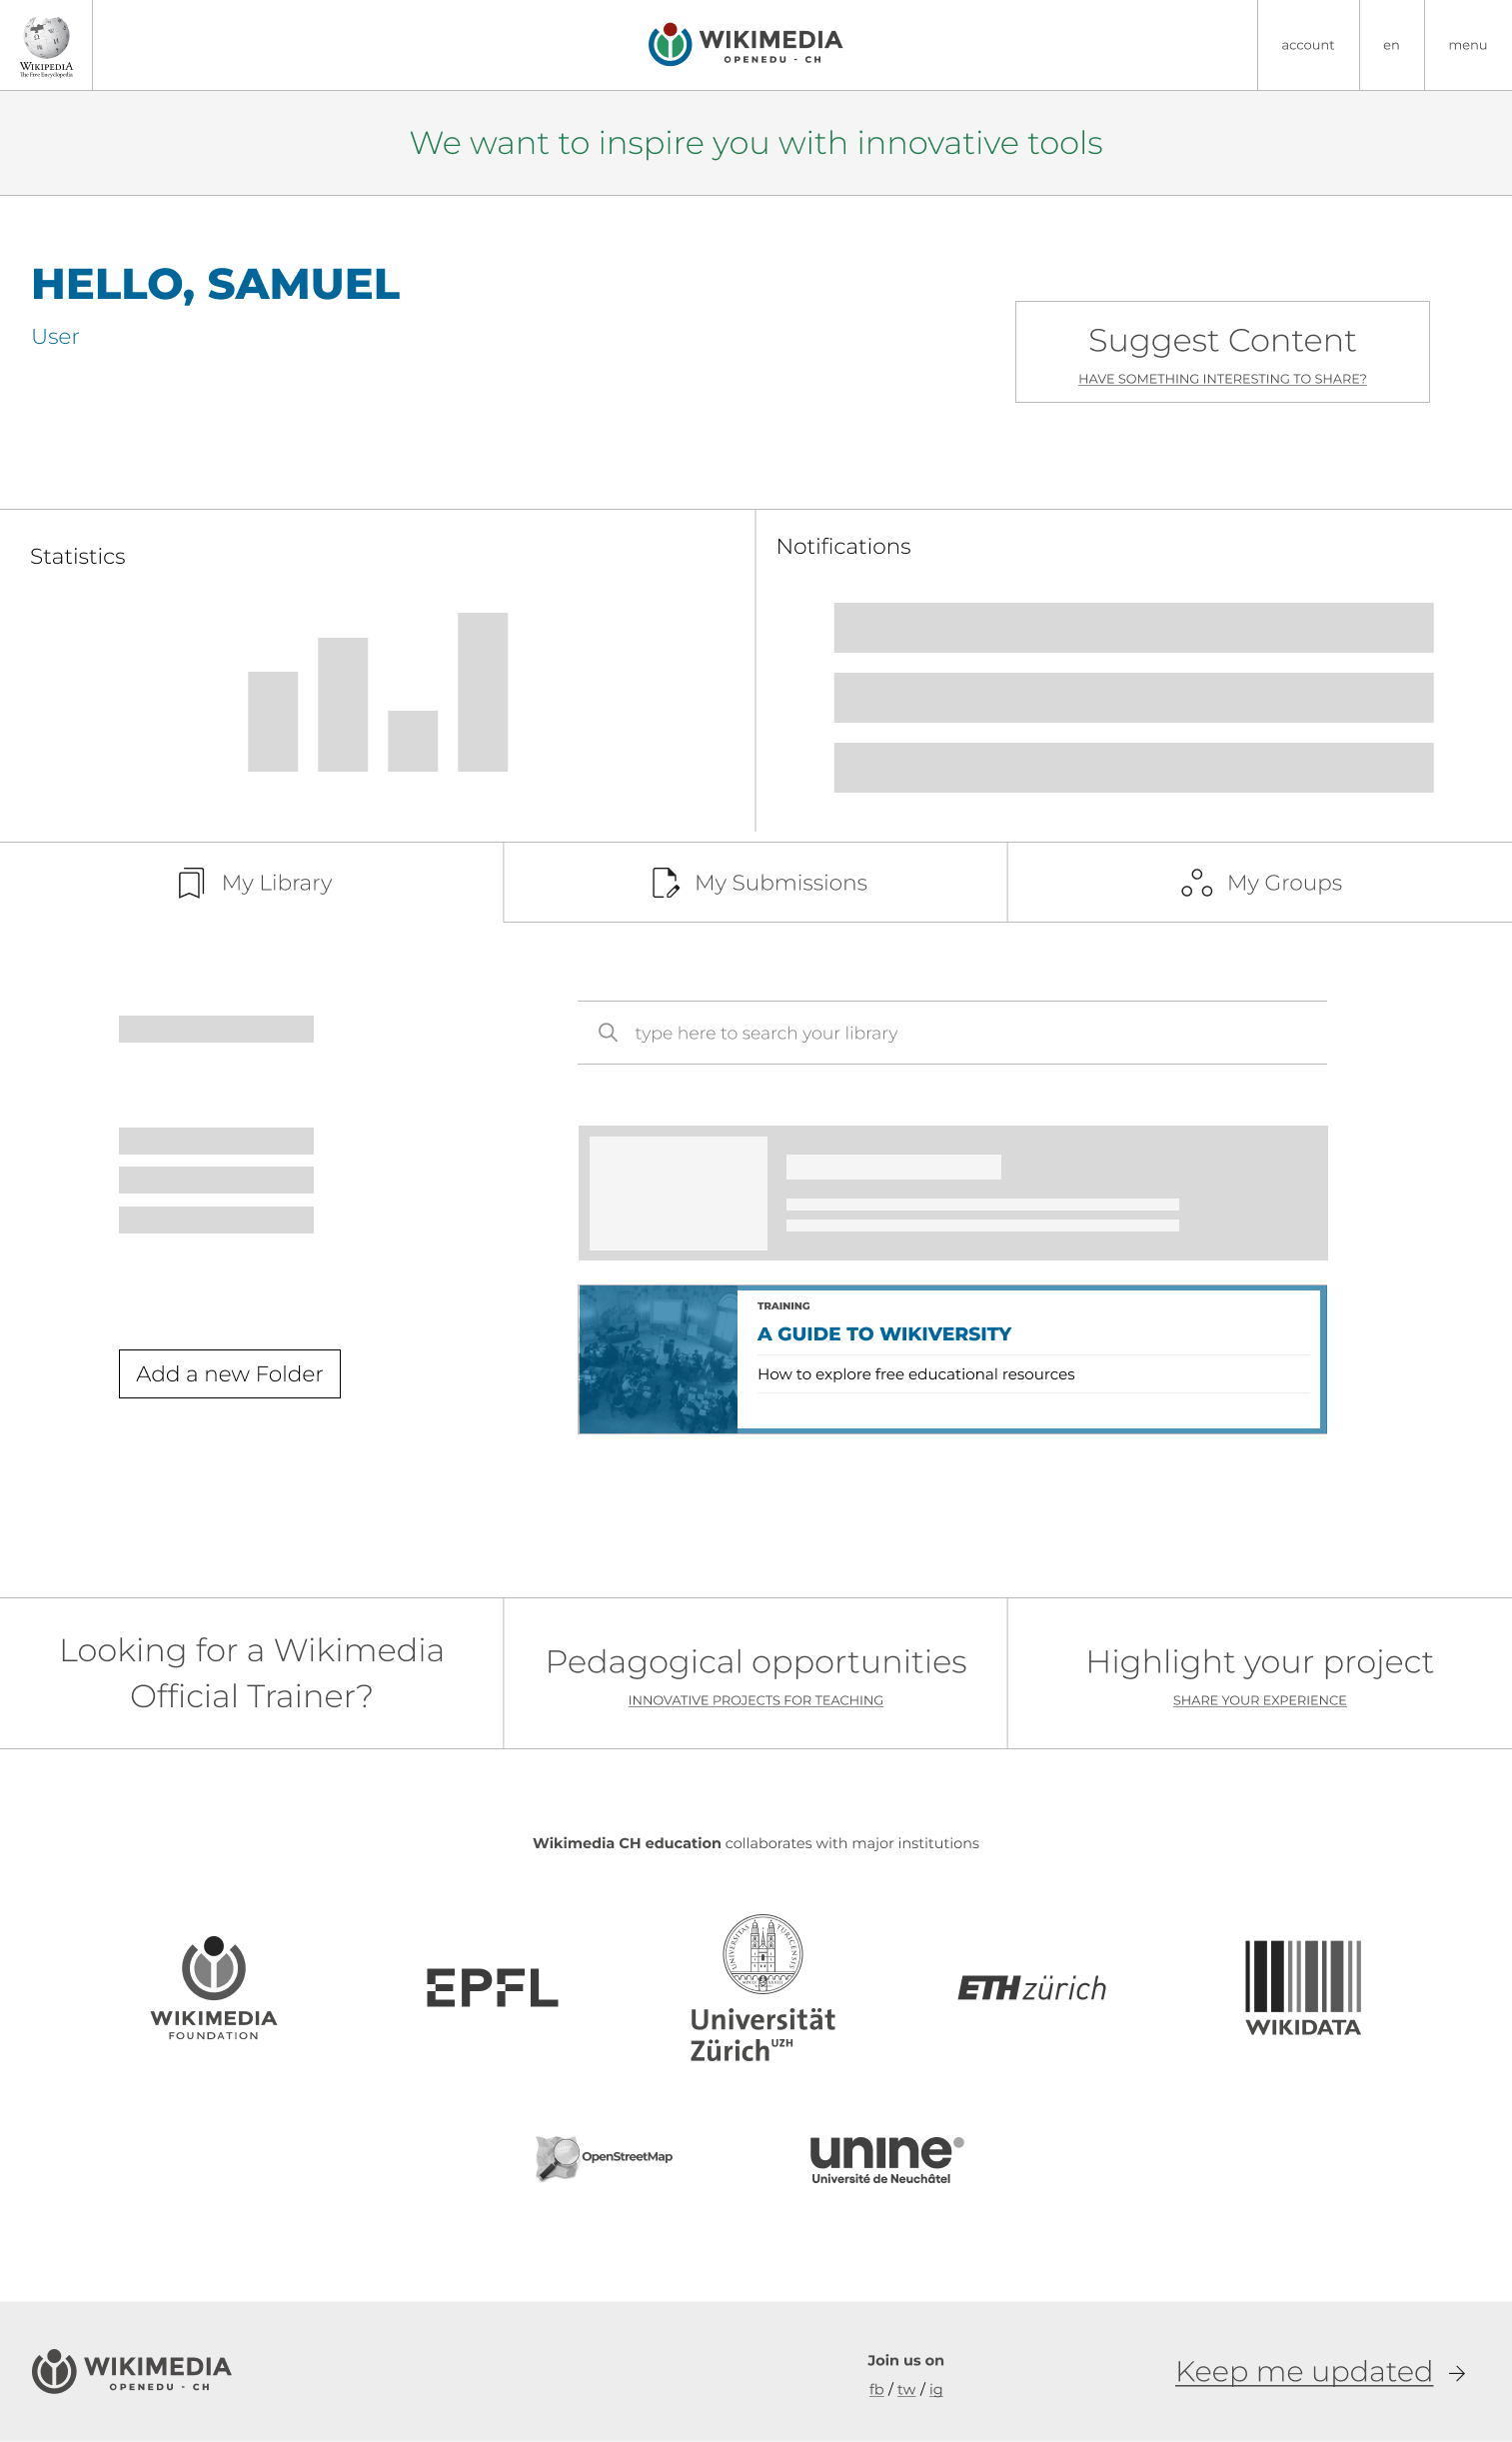 WIKIPEDIA
The Free Encyclopedia
WIKIMEDIA
OPENEDU - CH
account
en
menu
We want to inspire you with innovative tools
HELLO, SAMUEL
User
Suggest Content
HAVE SOMETHING INTERESTING TO SHARE?
Statistics
Notifications
My Library
My Submissions
My Groups
type here to search your library
TRAINING
A GUIDE TO WIKIVERSITY
How to explore free educational resources
Add a new Folder
Looking for a Wikimedia
Official Trainer?
Pedagogical opportunities
INNOVATIVE PROJECTS FOR TEACHING
Highlight your project
SHARE YOUR EXPERIENCE
Wikimedia CH education collaborates with major institutions
WIKIMEDIA
FOUNDATION
EPFL
UNIVERSITAS TURICENSIS
Universität
Zürich UZH
ETH zürich
WIKIDATA
OpenStreetMap
unine
Université de Neuchâtel
WIKIMEDIA
OPENEDU - CH
Join us on
fb / tw / ig
Keep me updated